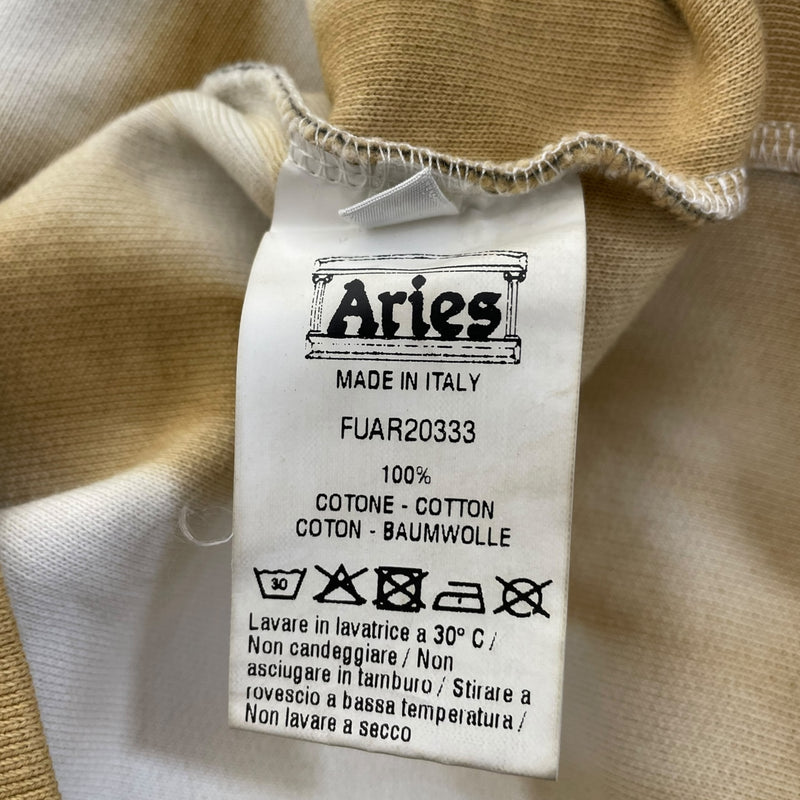 Aries
MADE IN ITALY
FUAR20333
100%
COTONE - COTTON
COTON - BAUMWOLLE
30
Lavare in lavatrice a 30° C /
Non candeggiare / Non
asciugare in tamburo / Stirare a
rovescio a bassa temperatura /
Non lavare a secco